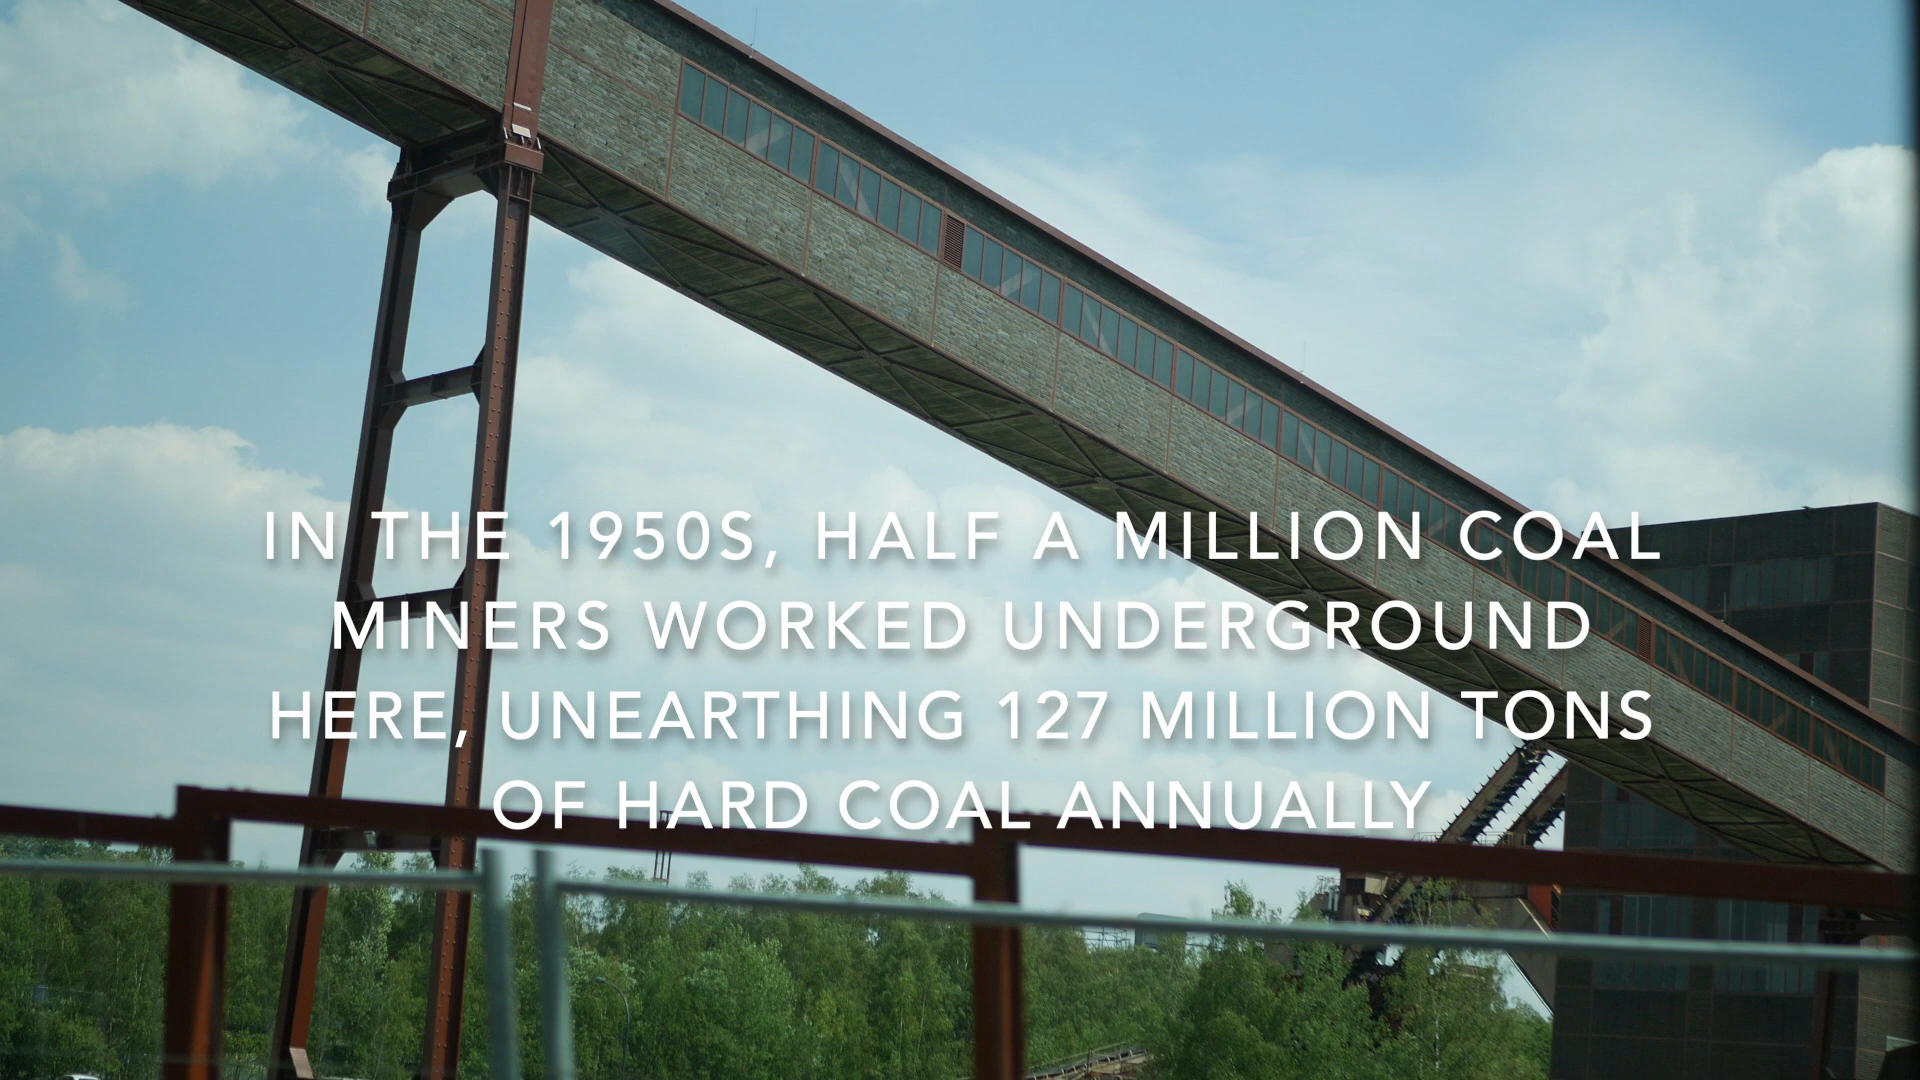 IN THE 1950S, HALF A MILLION COAL
MINERS WORKED UNDERGROUND
HERE, UNEARTHING 127 MILLION TONS
OF HARD COAL ANNUALLY